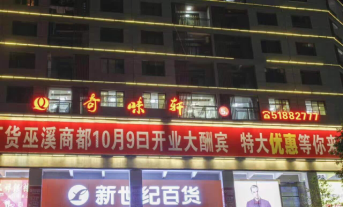 奇味轩 ☎51882777
百货巫溪商都10月9日开业大酬宾 特大优惠等你来
新世纪百货